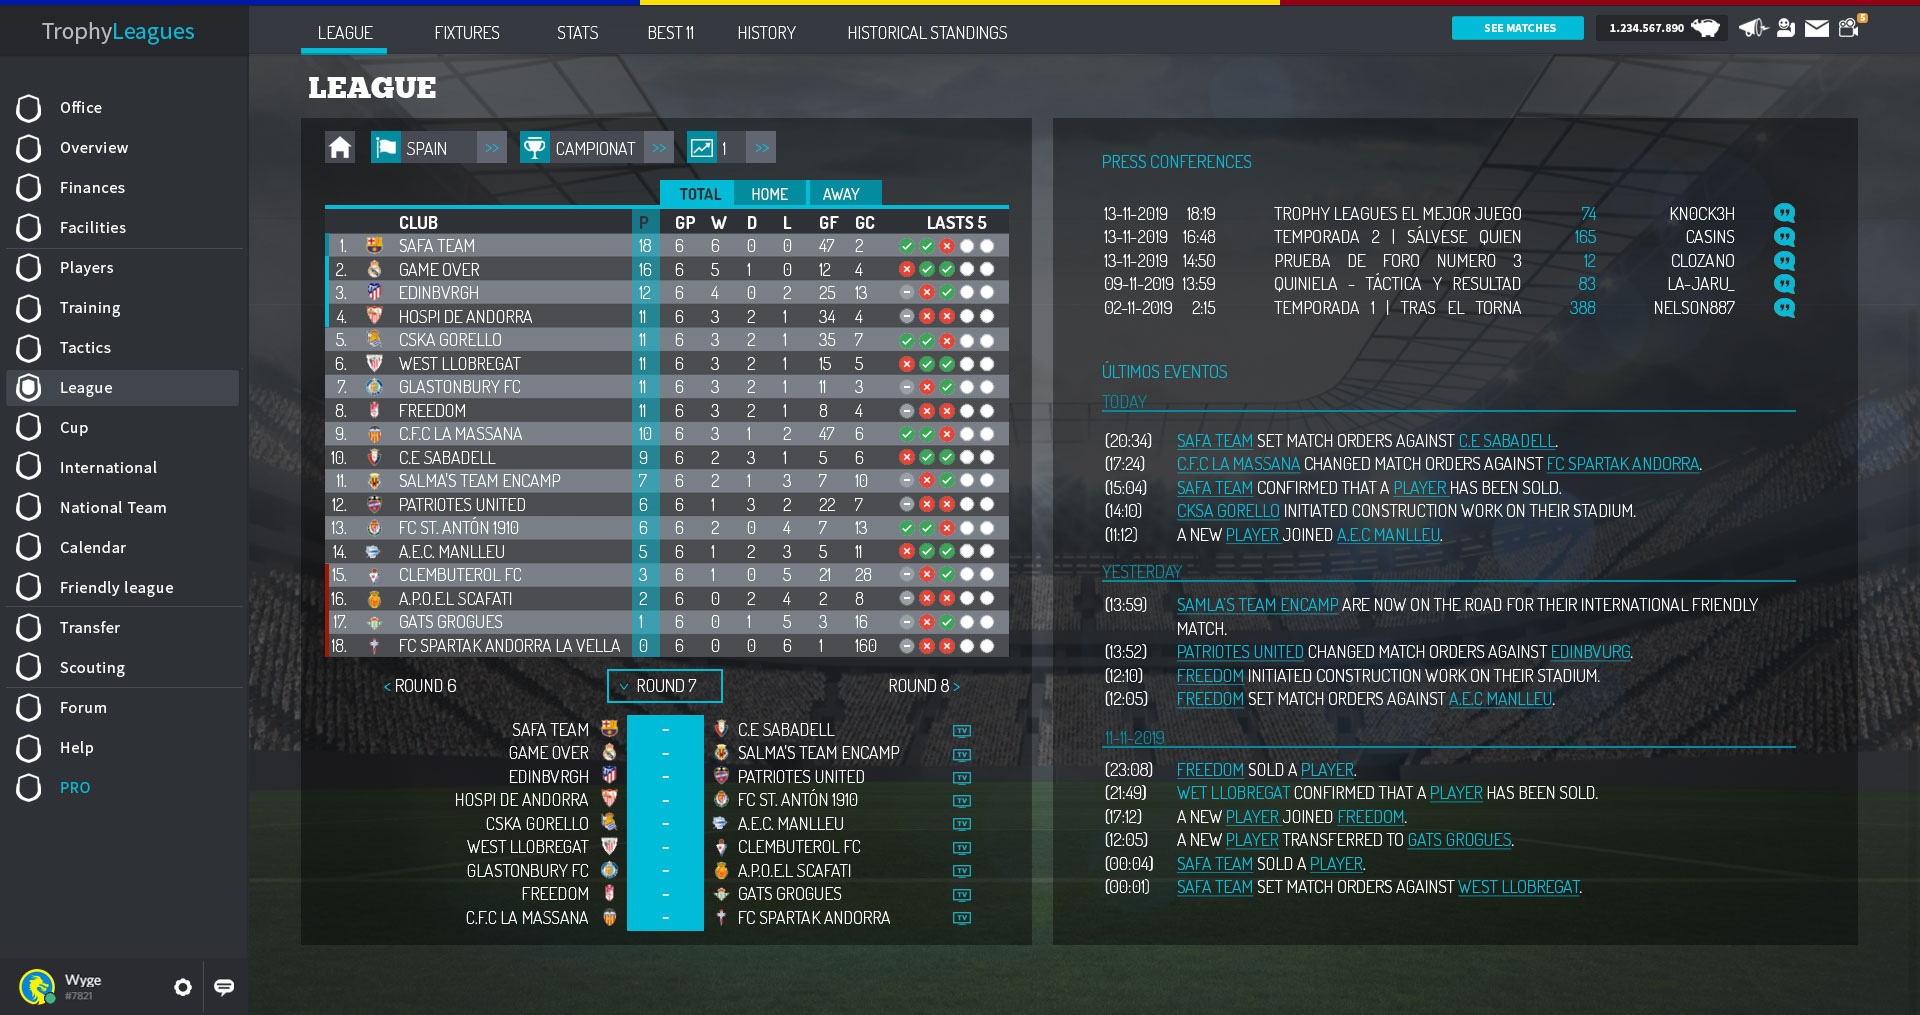 TrophyLeagues
LEAGUE FIXTURES STATS BEST 11 HISTORY HISTORICAL STANDINGS
SEE MATCHES 1.234.567.890 5
Office
Overview
Finances
Facilities
Players
Training
Tactics
League
Cup
International
National Team
Calendar
Friendly league
Transfer
Scouting
Forum
Help
PRO
Wyge
#7821
LEAGUE
SPAIN >> CAMPIONAT >> 1 >>
TOTAL HOME AWAY
CLUB P GP W D L GF GC LASTS 5
1. SAFA TEAM 18 6 6 0 0 47 2
2. GAME OVER 16 6 5 1 0 12 4
3. EDINBVRGH 12 6 4 0 2 25 13
4. HOSPI DE ANDORRA 11 6 3 2 1 34 4
5. CSKA GORELLO 11 6 3 2 1 35 7
6. WEST LLOBREGAT 11 6 3 2 1 15 5
7. GLASTONBURY FC 11 6 3 2 1 11 3
8. FREEDOM 11 6 3 2 1 8 4
9. C.F.C LA MASSANA 10 6 3 1 2 47 6
10. C.E SABADELL 9 6 2 3 1 5 6
11. SALMA'S TEAM ENCAMP 7 6 2 1 3 7 10
12. PATRIOTES UNITED 6 6 1 3 2 22 7
13. FC ST. ANTÓN 1910 6 6 2 0 4 7 13
14. A.E.C. MANLLEU 5 6 1 2 3 5 11
15. CLEMBUTEROL FC 3 6 1 0 5 21 28
16. A.P.O.E.L SCAFATI 2 6 0 2 4 2 8
17. GATS GROGUES 1 6 0 1 5 3 16
18. FC SPARTAK ANDORRA LA VELLA 0 6 0 0 6 1 160
< ROUND 6 ROUND 7 ROUND 8 >
SAFA TEAM - C.E SABADELL TV
GAME OVER - SALMA'S TEAM ENCAMP TV
EDINBVRGH - PATRIOTES UNITED TV
HOSPI DE ANDORRA - FC ST. ANTÓN 1910 TV
CSKA GORELLO - A.E.C. MANLLEU TV
WEST LLOBREGAT - CLEMBUTEROL FC TV
GLASTONBURY FC - A.P.O.E.L SCAFATI TV
FREEDOM - GATS GROGUES TV
C.F.C LA MASSANA - FC SPARTAK ANDORRA TV
PRESS CONFERENCES
13-11-2019 18:19 TROPHY LEAGUES EL MEJOR JUEGO 74 KNOCK3H
13-11-2019 16:48 TEMPORADA 2 | SÁLVESE QUIEN 165 CASINS
13-11-2019 14:50 PRUEBA DE FORO NUMERO 3 12 CLOZANO
09-11-2019 13:59 QUINIELA - TÁCTICA Y RESULTAD 83 LA-JARU_
02-11-2019 2:15 TEMPORADA 1 | TRAS EL TORNA 388 NELSON887
ÚLTIMOS EVENTOS
TODAY
(20:34) SAFA TEAM SET MATCH ORDERS AGAINST C.E SABADELL.
(17:24) C.F.C LA MASSANA CHANGED MATCH ORDERS AGAINST FC SPARTAK ANDORRA.
(15:04) SAFA TEAM CONFIRMED THAT A PLAYER HAS BEEN SOLD.
(14:10) CKSA GORELLO INITIATED CONSTRUCTION WORK ON THEIR STADIUM.
(11:12) A NEW PLAYER JOINED A.E.C MANLLEU.
YESTERDAY
(13:59) SAMLA'S TEAM ENCAMP ARE NOW ON THE ROAD FOR THEIR INTERNATIONAL FRIENDLY
MATCH.
(13:52) PATRIOTES UNITED CHANGED MATCH ORDERS AGAINST EDINBVURG.
(12:10) FREEDOM INITIATED CONSTRUCTION WORK ON THEIR STADIUM.
(12:05) FREEDOM SET MATCH ORDERS AGAINST A.E.C MANLLEU.
11-11-2019
(23:08) FREEDOM SOLD A PLAYER.
(21:49) WET LLOBREGAT CONFIRMED THAT A PLAYER HAS BEEN SOLD.
(17:12) A NEW PLAYER JOINED FREEDOM.
(12:05) A NEW PLAYER TRANSFERRED TO GATS GROGUES.
(00:04) SAFA TEAM SOLD A PLAYER.
(00:01) SAFA TEAM SET MATCH ORDERS AGAINST WEST LLOBREGAT.